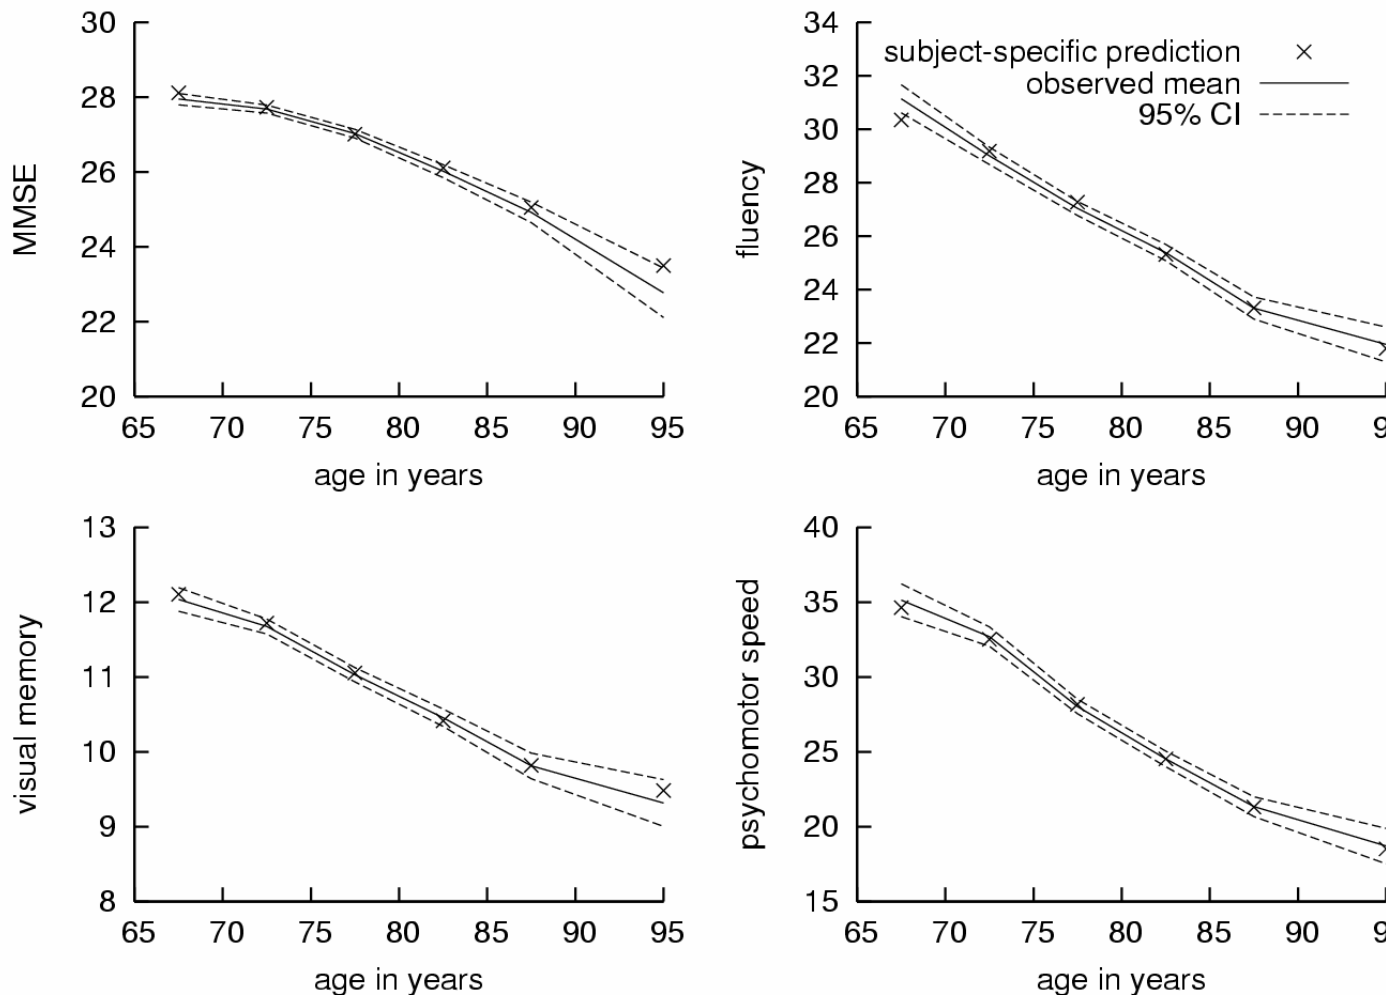 30
28
26
24
22
20
MMSE
65 70 75 80 85 90 95
age in years
34
32
30
28
26
24
22
20
fluency
subject-specific prediction
observed mean
95% CI
65 70 75 80 85 90 9
age in years
13
12
11
10
9
8
visual memory
65 70 75 80 85 90 95
age in years
40
35
30
25
20
15
psychomotor speed
65 70 75 80 85 90 9
age in years